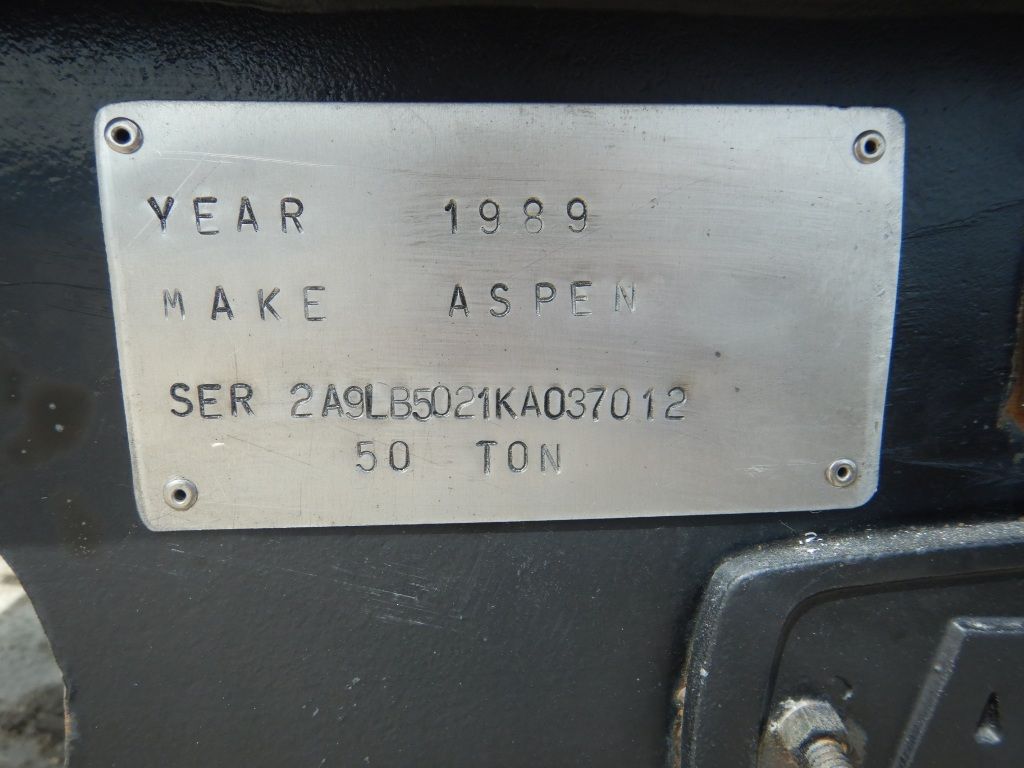 YEAR 1989
MAKE ASPEN
SER 2A9LB5021KA037012
50 TON